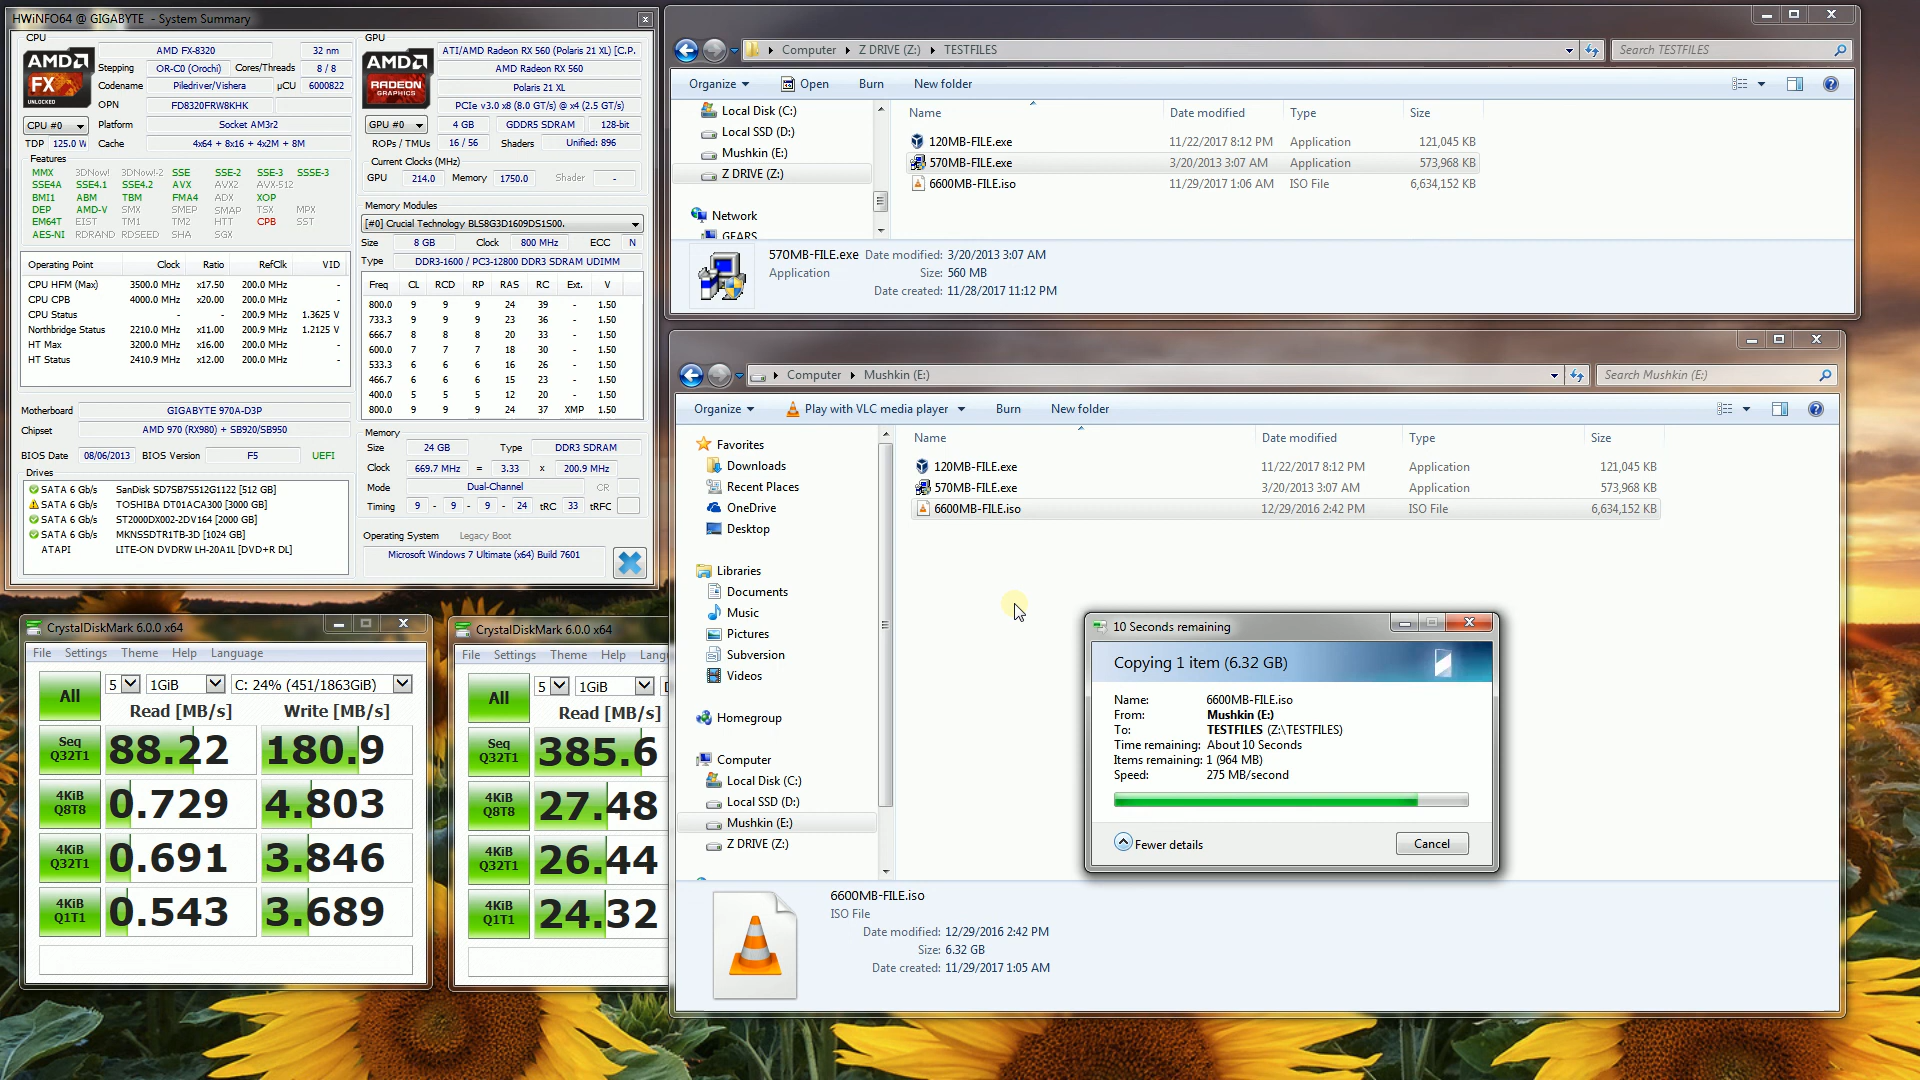 HWiNFO64 @ GIGABYTE - System Summary
CPU
AMD FX UNLOCKED
AMD FX-8320 32 nm
Stepping OR-C0 (Orochi) Cores/Threads 8 / 8
Codename Piledriver/Vishera µCU 6000822
OPN FD8320FRW8KHK
CPU #0 Platform Socket AM3r2
TDP 125.0 W Cache 4x64 + 8x16 + 4x2M + 8M
Features
MMX 3DNow! 3DNow!-2 SSE SSE-2 SSE-3 SSSE-3
SSE4A SSE4.1 SSE4.2 AVX AVX2 AVX-512
BMI1 ABM TBM FMA4 ADX XOP
DEP AMD-V SMX SMEP SMAP TSX MPX
EM64T EIST TM1 TM2 HTT CPB SST
AES-NI RDRAND RDSEED SHA SGX
Operating Point Clock Ratio RefClk VID
CPU HFM (Max) 3500.0 MHz x17.50 200.0 MHz -
CPU CPB 4000.0 MHz x20.00 200.0 MHz -
CPU Status - - 200.9 MHz 1.3625 V
Northbridge Status 2210.0 MHz x11.00 200.9 MHz 1.2125 V
HT Max 3200.0 MHz x16.00 200.0 MHz -
HT Status 2410.9 MHz x12.00 200.0 MHz -
Motherboard GIGABYTE 970A-D3P
Chipset AMD 970 (RX980) + SB920/SB950
BIOS Date 08/06/2013 BIOS Version F5 UEFI
Drives
SATA 6 Gb/s SanDisk SD7SB7S512G1122 [512 GB]
SATA 6 Gb/s TOSHIBA DT01ACA300 [3000 GB]
SATA 6 Gb/s ST2000DX002-2DV164 [2000 GB]
SATA 6 Gb/s MKNSSDTR1TB-3D [1024 GB]
ATAPI LITE-ON DVDRW LH-20A1L [DVD+R DL]
GPU
AMD RADEON GRAPHICS
ATI/AMD Radeon RX 560 (Polaris 21 XL) [C.P.
AMD Radeon RX 560
Polaris 21 XL
PCIe v3.0 x8 (8.0 GT/s) @ x4 (2.5 GT/s)
GPU #0 4 GB GDDR5 SDRAM 128-bit
ROPs / TMUs 16 / 56 Shaders Unified: 896
Current Clocks (MHz)
GPU 214.0 Memory 1750.0 Shader -
Memory Modules
[#0] Crucial Technology BLS8G3D1609DS1S00.
Size 8 GB Clock 800 MHz ECC N
Type DDR3-1600 / PC3-12800 DDR3 SDRAM UDIMM
Freq CL RCD RP RAS RC Ext. V
800.0 9 9 9 24 39 - 1.50
733.3 9 9 9 23 36 - 1.50
666.7 8 8 8 20 33 - 1.50
600.0 7 7 7 18 30 - 1.50
533.3 6 6 6 16 26 - 1.50
466.7 6 6 6 15 23 - 1.50
400.0 5 5 5 12 20 - 1.50
800.0 9 9 9 24 37 XMP 1.50
Memory
Size 24 GB Type DDR3 SDRAM
Clock 669.7 MHz = 3.33 x 200.9 MHz
Mode Dual-Channel CR
Timing 9 - 9 - 9 - 24 tRC 33 tRFC
Operating System Legacy Boot
Microsoft Windows 7 Ultimate (x64) Build 7601
Computer Z DRIVE (Z:) TESTFILES Search TESTFILES
Organize Open Burn New folder
Local Disk (C:)
Local SSD (D:)
Mushkin (E:)
Z DRIVE (Z:)
Network
GEARS
Name Date modified Type Size
120MB-FILE.exe 11/22/2017 8:12 PM Application 121,045 KB
570MB-FILE.exe 3/20/2013 3:07 AM Application 573,968 KB
6600MB-FILE.iso 11/29/2017 1:06 AM ISO File 6,634,152 KB
570MB-FILE.exe Date modified: 3/20/2013 3:07 AM
Application Size: 560 MB
Date created: 11/28/2017 11:12 PM
Computer Mushkin (E:) Search Mushkin (E:)
Organize Play with VLC media player Burn New folder
Favorites
Downloads
Recent Places
OneDrive
Desktop
Libraries
Documents
Music
Pictures
Subversion
Videos
Homegroup
Computer
Local Disk (C:)
Local SSD (D:)
Mushkin (E:)
Z DRIVE (Z:)
Name Date modified Type Size
120MB-FILE.exe 11/22/2017 8:12 PM Application 121,045 KB
570MB-FILE.exe 3/20/2013 3:07 AM Application 573,968 KB
6600MB-FILE.iso 12/29/2016 2:42 PM ISO File 6,634,152 KB
6600MB-FILE.iso
ISO File
Date modified: 12/29/2016 2:42 PM
Size: 6.32 GB
Date created: 11/29/2017 1:05 AM
10 Seconds remaining
Copying 1 item (6.32 GB)
Name: 6600MB-FILE.iso
From: Mushkin (E:)
To: TESTFILES (Z:\TESTFILES)
Time remaining: About 10 Seconds
Items remaining: 1 (964 MB)
Speed: 275 MB/second
Fewer details Cancel
CrystalDiskMark 6.0.0 x64
File Settings Theme Help Language
All 5 1GiB C: 24% (451/1863GiB)
Read [MB/s] Write [MB/s]
Seq Q32T1 88.22 180.9
4KiB Q8T8 0.729 4.803
4KiB Q32T1 0.691 3.846
4KiB Q1T1 0.543 3.689
CrystalDiskMark 6.0.0 x64
File Settings Theme Help Langu
All 5 1GiB
Read [MB/s]
Seq Q32T1 385.6
4KiB Q8T8 27.48
4KiB Q32T1 26.44
4KiB Q1T1 24.32